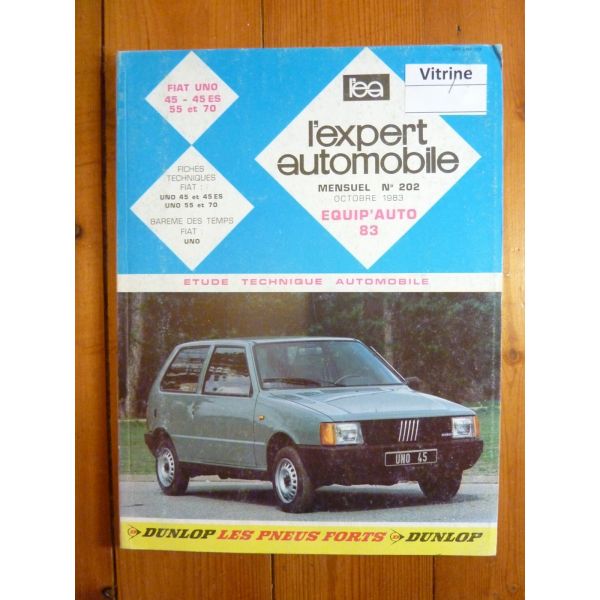 FIAT UNO
45 - 45 ES
55 et 70
l'ea
Vitrine
l'expert
automobile
MENSUEL N° 202
OCTOBRE 1983
EQUIP'AUTO
83
FICHES
TECHNIQUES
FIAT :
UNO 45 et 45 ES
UNO 55 et 70
BAREME DES TEMPS
FIAT :
UNO
ETUDE TECHNIQUE AUTOMOBILE
UNO 45
DUNLOP LES PNEUS FORTS DUNLOP